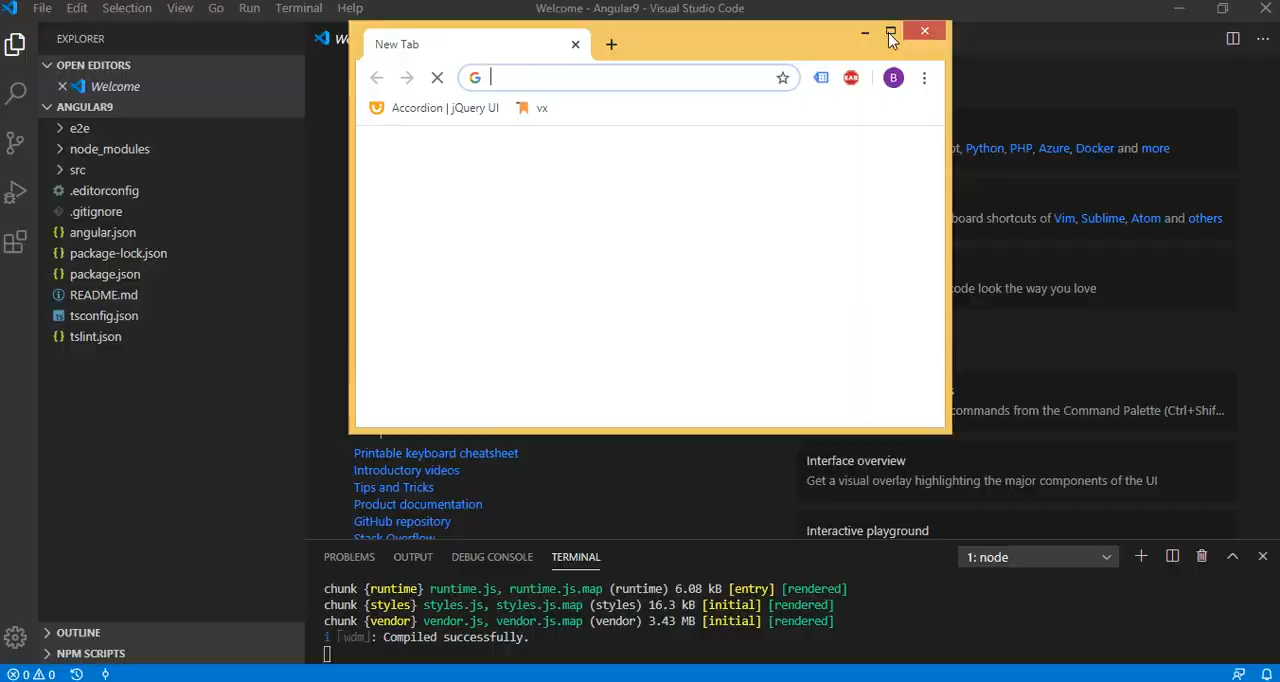 File Edit Selection View Go Run Terminal Help
Welcome - Angular9 - Visual Studio Code
EXPLORER
OPEN EDITORS
Welcome
ANGULAR9
e2e
node_modules
src
.editorconfig
.gitignore
angular.json
package-lock.json
package.json
README.md
tsconfig.json
tslint.json
OUTLINE
NPM SCRIPTS
New Tab
B
Accordion | jQuery UI
vx
Python, PHP, Azure, Docker and more
board shortcuts of Vim, Sublime, Atom and others
code look the way you love
commands from the Command Palette (Ctrl+Shif...
Printable keyboard cheatsheet
Introductory videos
Tips and Tricks
Product documentation
GitHub repository
Stack Overflow
Interface overview
Get a visual overlay highlighting the major components of the UI
Interactive playground
PROBLEMS OUTPUT DEBUG CONSOLE TERMINAL
1: node
chunk {runtime} runtime.js, runtime.js.map (runtime) 6.08 kB [entry] [rendered]
chunk {styles} styles.js, styles.js.map (styles) 16.3 kB [initial] [rendered]
chunk {vendor} vendor.js, vendor.js.map (vendor) 3.43 MB [initial] [rendered]
i ｢wdm｣: Compiled successfully.
0 0